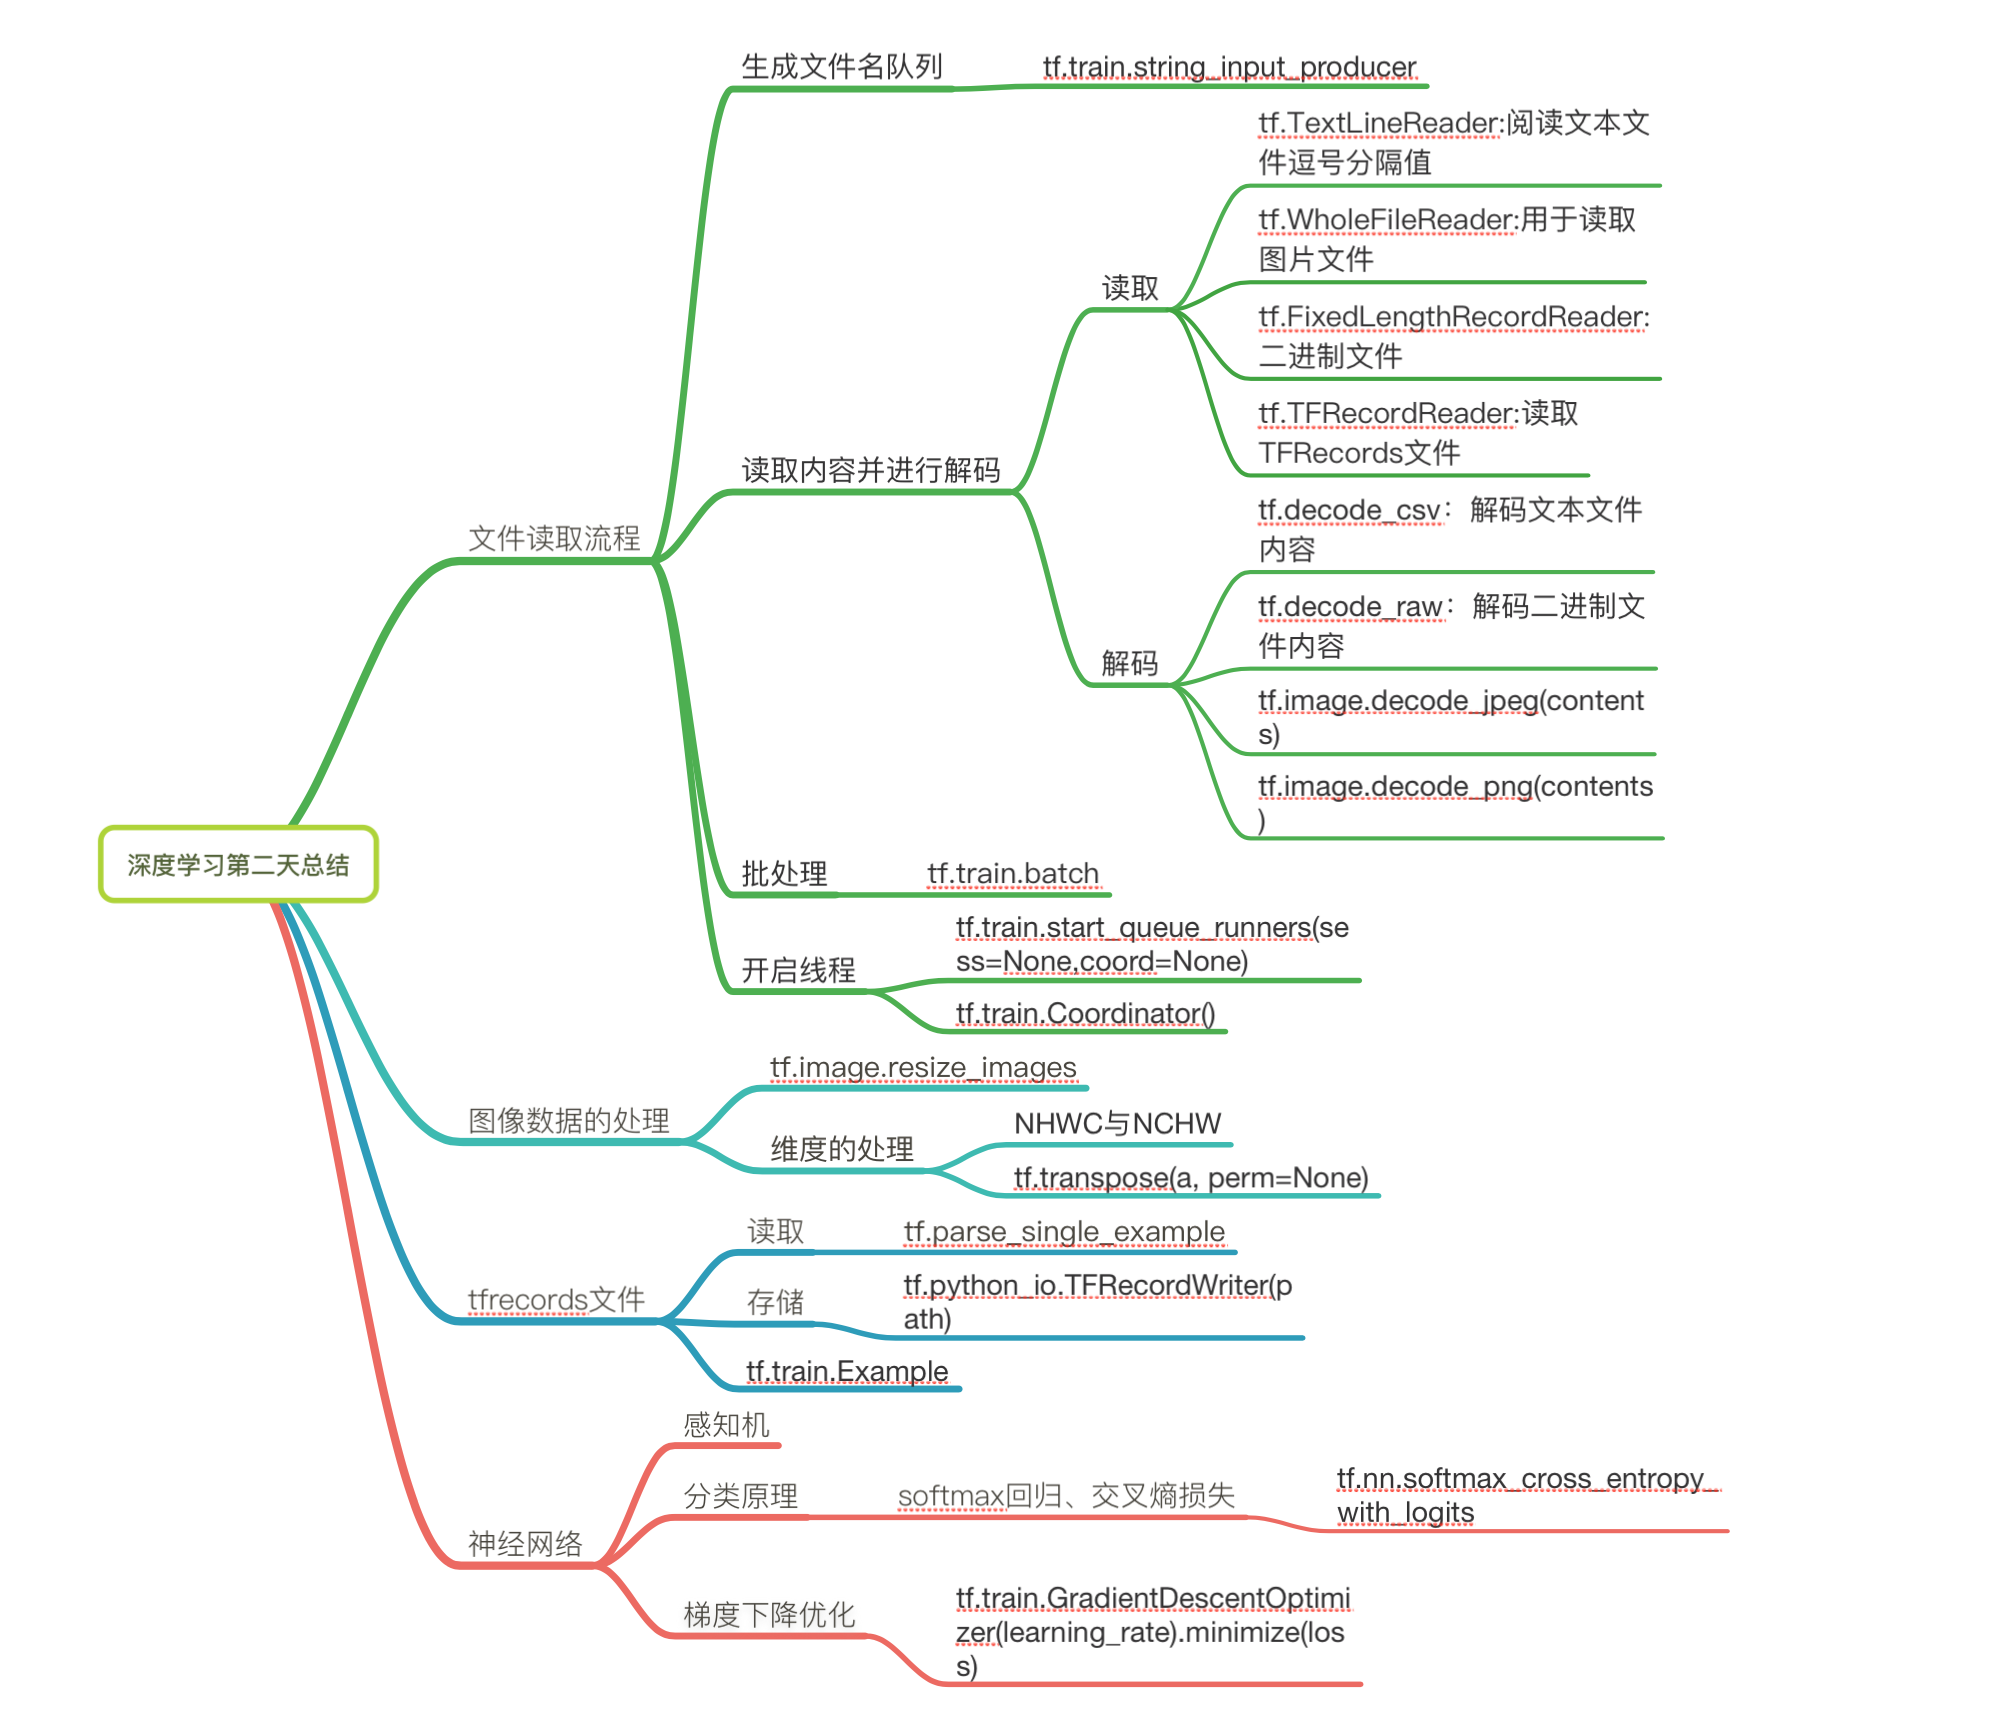 深度学习第二天总结
文件读取流程
生成文件名队列
tf.train.string_input_producer
读取内容并进行解码
读取
tf.TextLineReader:阅读文本文
件逗号分隔值
tf.WholeFileReader:用于读取
图片文件
tf.FixedLengthRecordReader:
二进制文件
tf.TFRecordReader:读取
TFRecords文件
解码
tf.decode_csv：解码文本文件
内容
tf.decode_raw：解码二进制文
件内容
tf.image.decode_jpeg(content
s)
tf.image.decode_png(contents
)
批处理
tf.train.batch
开启线程
tf.train.start_queue_runners(se
ss=None,coord=None)
tf.train.Coordinator()
图像数据的处理
tf.image.resize_images
维度的处理
NHWC与NCHW
tf.transpose(a, perm=None)
tfrecords文件
读取
tf.parse_single_example
存储
tf.python_io.TFRecordWriter(p
ath)
tf.train.Example
神经网络
感知机
分类原理
softmax回归、交叉熵损失
tf.nn.softmax_cross_entropy_
with_logits
梯度下降优化
tf.train.GradientDescentOptimi
zer(learning_rate).minimize(los
s)